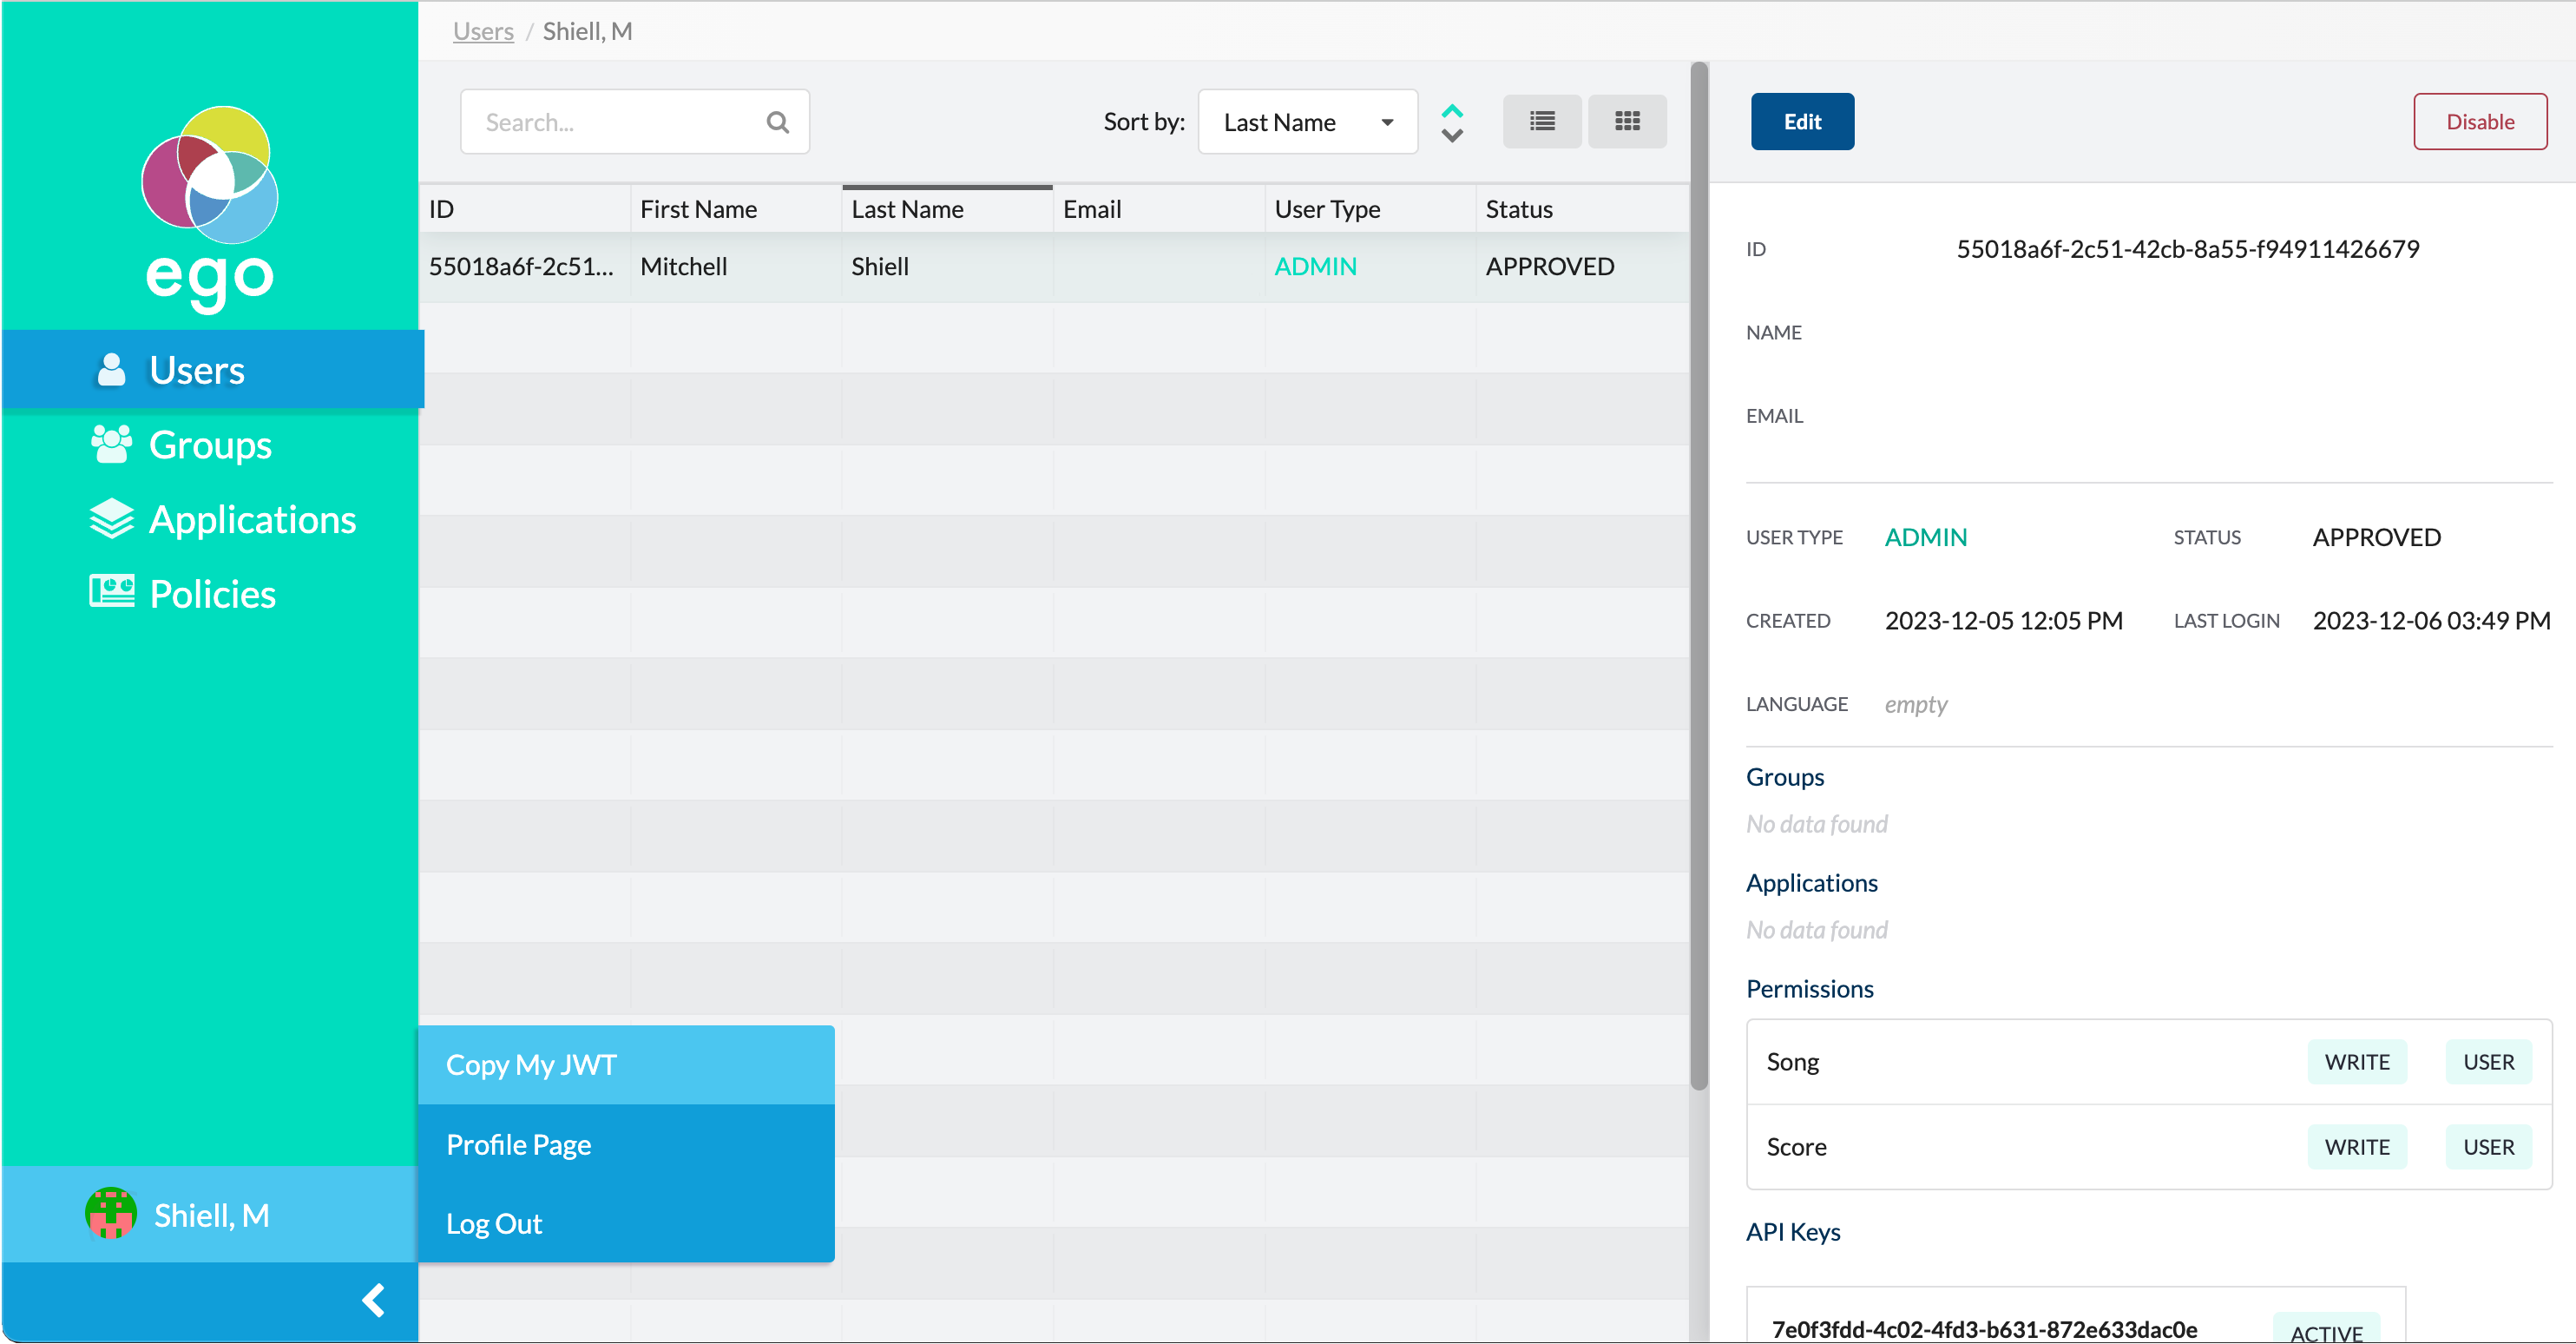 ego
Users
Groups
Applications
Policies
Shiell, M
Users / Shiell, M
Search...
Sort by: Last Name
ID First Name Last Name Email User Type Status
55018a6f-2c51... Mitchell Shiell ADMIN APPROVED
Copy My JWT
Profile Page
Log Out
Edit Disable
ID 55018a6f-2c51-42cb-8a55-f94911426679
NAME
EMAIL
USER TYPE ADMIN STATUS APPROVED
CREATED 2023-12-05 12:05 PM LAST LOGIN 2023-12-06 03:49 PM
LANGUAGE empty
Groups
No data found
Applications
No data found
Permissions
Song WRITE USER
Score WRITE USER
API Keys
7e0f3fdd-4c02-4fd3-b631-872e633dac0e ACTIVE